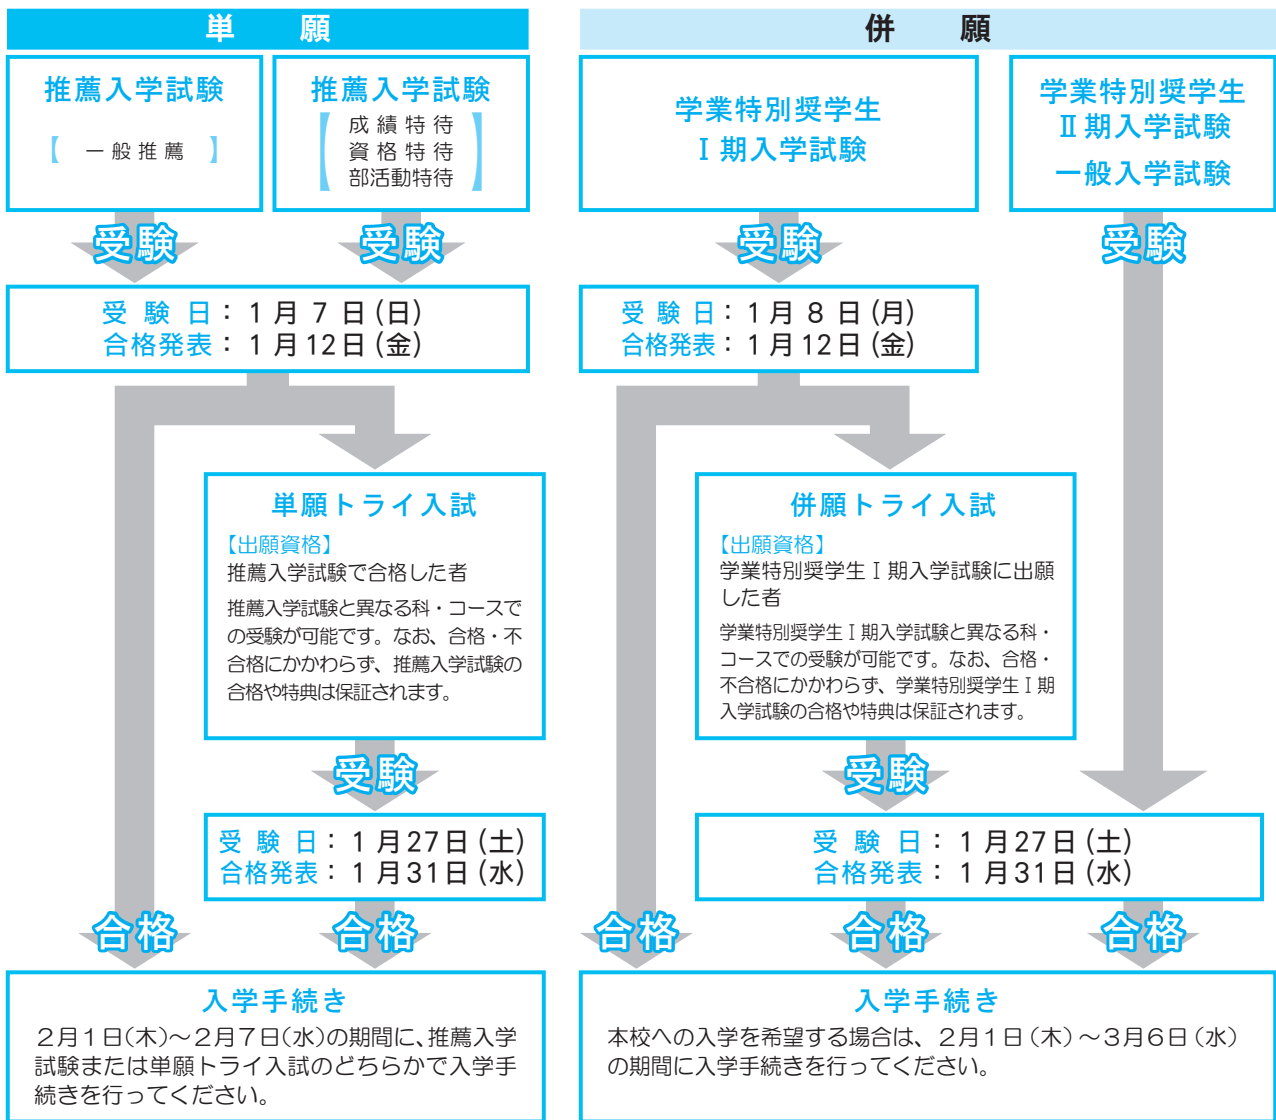 単願
推薦入学試験
【 一般推薦 】
推薦入学試験
成績特待
資格特待
部活動特待
受験
受験
受験日：1月7日(日)
合格発表：1月12日(金)
単願トライ入試
【出願資格】
推薦入学試験で合格した者
推薦入学試験と異なる科・コースで
の受験が可能です。なお、合格・不
合格にかかわらず、推薦入学試験の
合格や特典は保証されます。
受験
受験日：1月27日(土)
合格発表：1月31日(水)
合格
合格
入学手続き
２月１日(木)～２月７日(水)の期間に、推薦入学
試験または単願トライ入試のどちらかで入学手
続きを行ってください。
併願
学業特別奨学生
Ⅰ期入学試験
学業特別奨学生
Ⅱ期入学試験
一般入学試験
受験
受験
受験日：1月8日(月)
合格発表：1月12日(金)
併願トライ入試
【出願資格】
学業特別奨学生Ⅰ期入学試験に出願
した者
学業特別奨学生Ⅰ期入学試験と異なる科・
コースでの受験が可能です。なお、合格・
不合格にかかわらず、学業特別奨学生Ⅰ期
入学試験の合格や特典は保証されます。
受験
受験日：1月27日(土)
合格発表：1月31日(水)
合格
合格
合格
入学手続き
本校への入学を希望する場合は、２月１日(木)～３月６日(水)
の期間に入学手続きを行ってください。